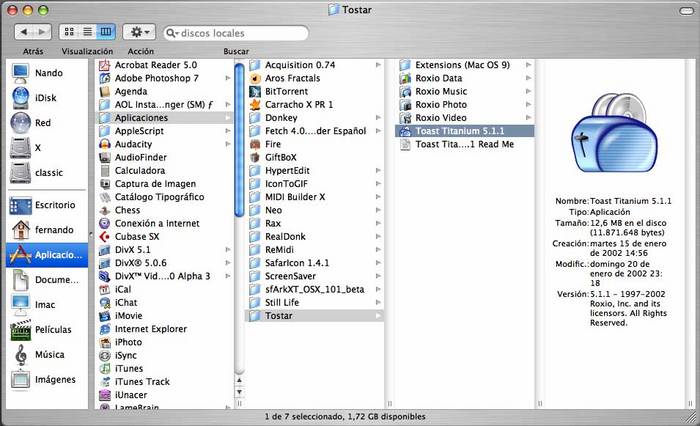 Tostar
discos locales
Atrás
Visualización
Acción
Buscar
Nando
iDisk
Red
X
classic
Escritorio
fernando
Aplicacio...
Docume...
Imac
Películas
Música
Imágenes
Acrobat Reader 5.0
Adobe Photoshop 7
Agenda
AOL Insta...nger (SM) ƒ
Aplicaciones
AppleScript
Audacity
AudioFinder
Calculadora
Captura de Imagen
Catálogo Tipográfico
Chess
Conexión a Internet
Cubase SX
DivX 5.1
DivX® 5.0.6
DivX™ Vid....0 Alpha 3
iCal
iChat
iMovie
Internet Explorer
iPhoto
iSync
iTunes
iTunes Track
iUnacer
LameBrain
Acquisition 0.74
Aros Fractals
BitTorrent
Carracho X PR 1
Donkey
Fetch 4.0....der Español
Fire
GiftBox
HypertEdit
IconToGIF
MIDI Builder X
Neo
Rax
RealDonk
ReMidi
SafarIcon 1.4.1
ScreenSaver
sfArkXT_OSX_101_beta
Still Life
Tostar
Extensions (Mac OS 9)
Roxio Data
Roxio Music
Roxio Photo
Roxio Video
Toast Titanium 5.1.1
Toast Tita....1 Read Me
Nombre: Toast Titanium 5.1.1
Tipo: Aplicación
Tamaño: 12,6 MB en el disco
(11.871.648 bytes)
Creación: martes 15 de enero
de 2002 14:56
Modific.: domingo 20 de
enero de 2002 23:
18
Versión: 5.1.1 - 1997-2002
Roxio, Inc. and its
licensors. All Rights
Reserved.
1 de 7 seleccionado, 1,72 GB disponibles